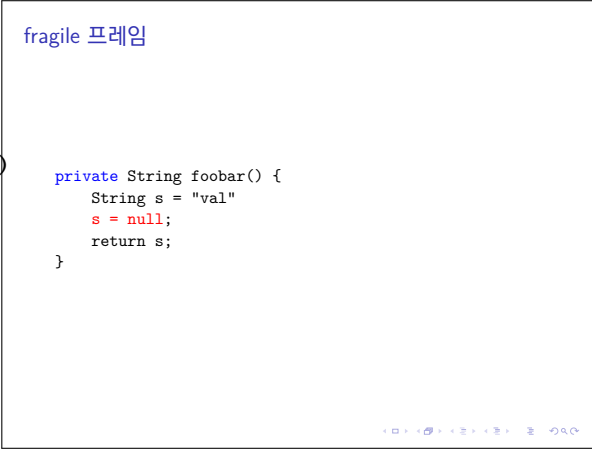 fragile 프레임
)
private String foobar() {
    String s = "val"
    s = null;
    return s;
}